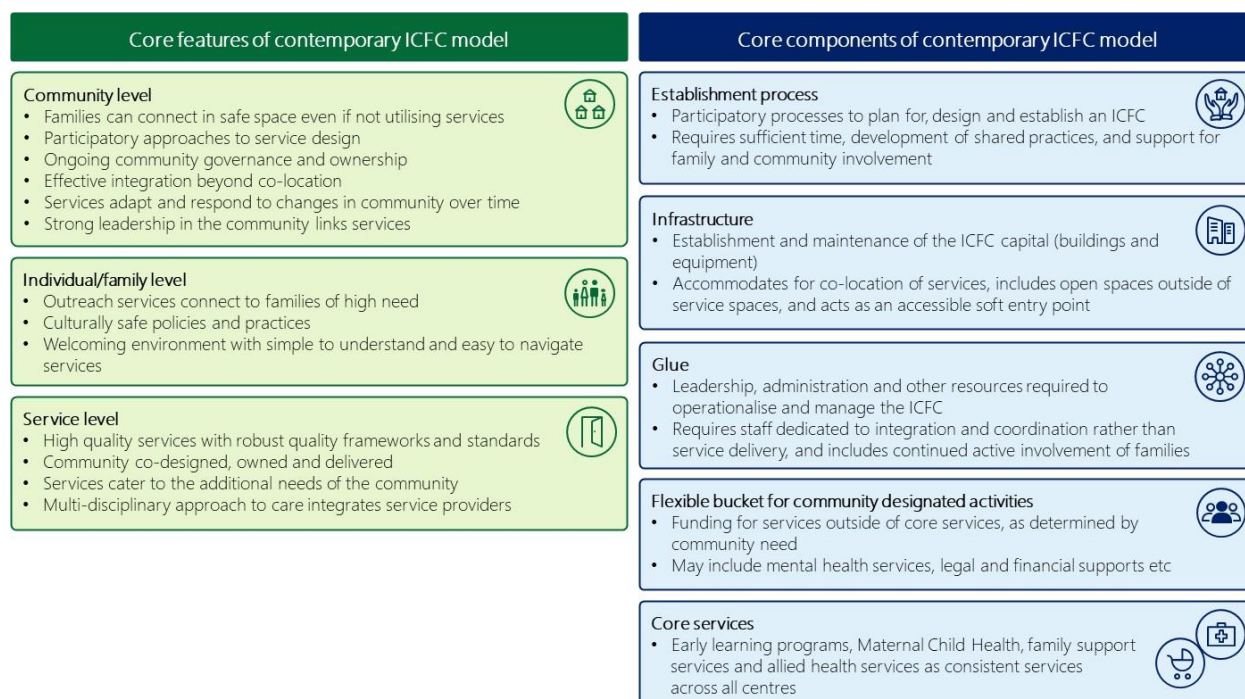 Core features of contemporary ICFC model
Community level
• Families can connect in safe space even if not utilising services
• Participatory approaches to service design
• Ongoing community governance and ownership
• Effective integration beyond co-location
• Services adapt and respond to changes in community over time
• Strong leadership in the community links services
Individual/family level
• Outreach services connect to families of high need
• Culturally safe policies and practices
• Welcoming environment with simple to understand and easy to navigate
services
Service level
• High quality services with robust quality frameworks and standards
• Community co-designed, owned and delivered
• Services cater to the additional needs of the community
• Multi-disciplinary approach to care integrates service providers
Core components of contemporary ICFC model
Establishment process
• Participatory processes to plan for, design and establish an ICFC
• Requires sufficient time, development of shared practices, and support for
family and community involvement
Infrastructure
• Establishment and maintenance of the ICFC capital (buildings and
equipment)
• Accommodates for co-location of services, includes open spaces outside of
service spaces, and acts as an accessible soft entry point
Glue
• Leadership, administration and other resources required to
operationalise and manage the ICFC
• Requires staff dedicated to integration and coordination rather than
service delivery, and includes continued active involvement of families
Flexible bucket for community designated activities
• Funding for services outside of core services, as determined by
community need
• May include mental health services, legal and financial supports etc
Core services
• Early learning programs, Maternal Child Health, family support
services and allied health services as consistent services
across all centres